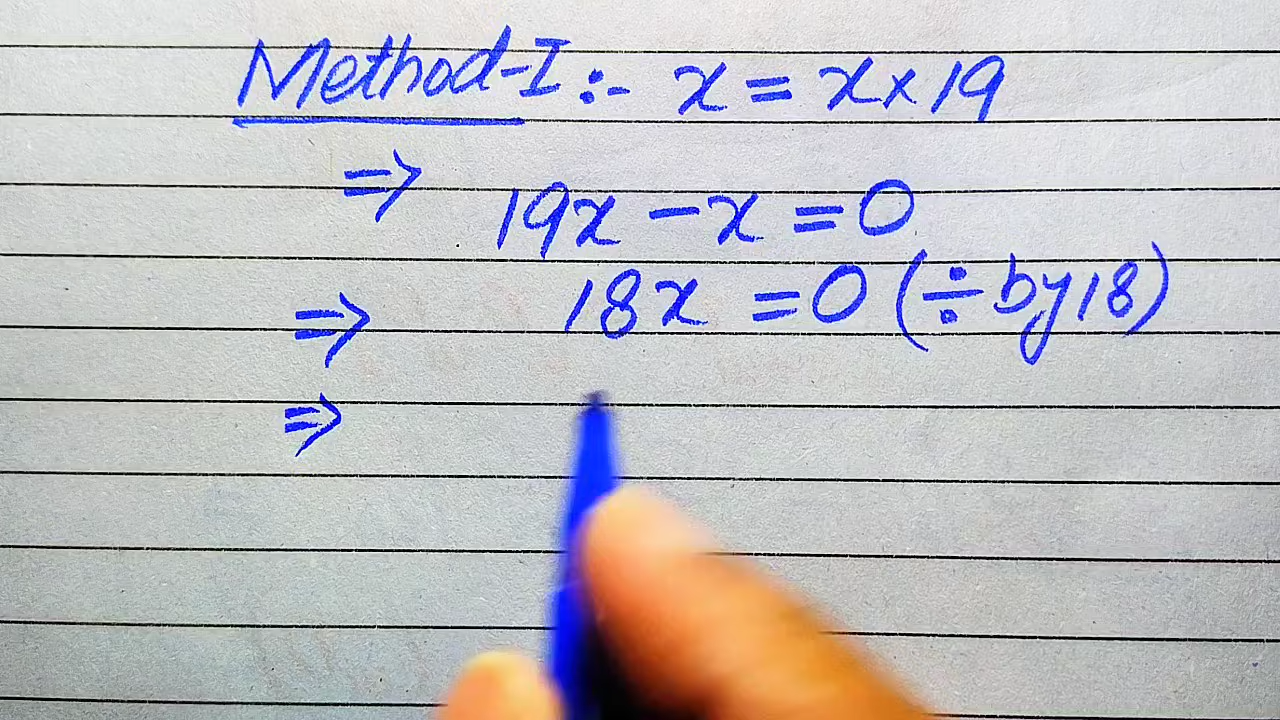 Method-I :- x = x×19
⇒ 19x - x = 0
⇒ 18x = 0 (÷ by 18)
⇒